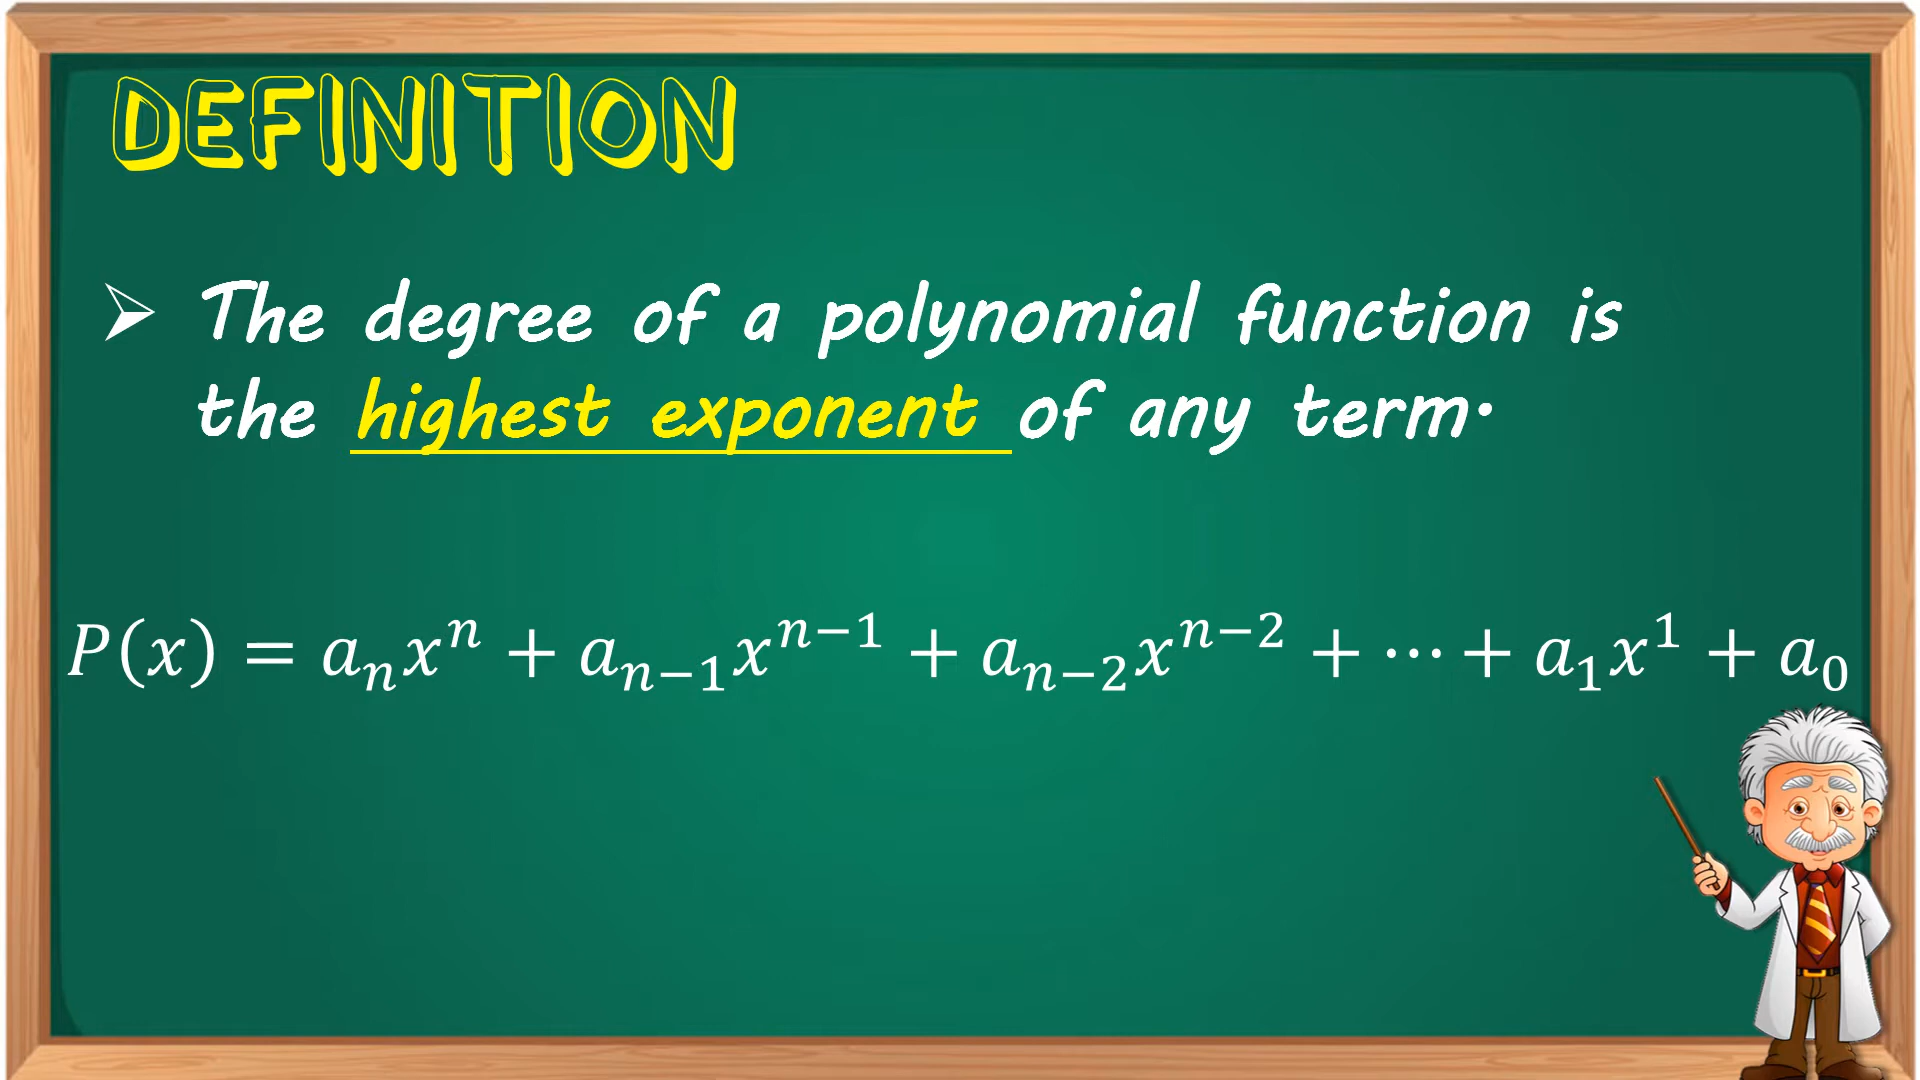 DEFINITION
➢ The degree of a polynomial function is
the highest exponent of any term.
P(x) = aₙxⁿ + aₙ₋₁xⁿ⁻¹ + aₙ₋₂xⁿ⁻² + ⋯ + a₁x¹ + a₀